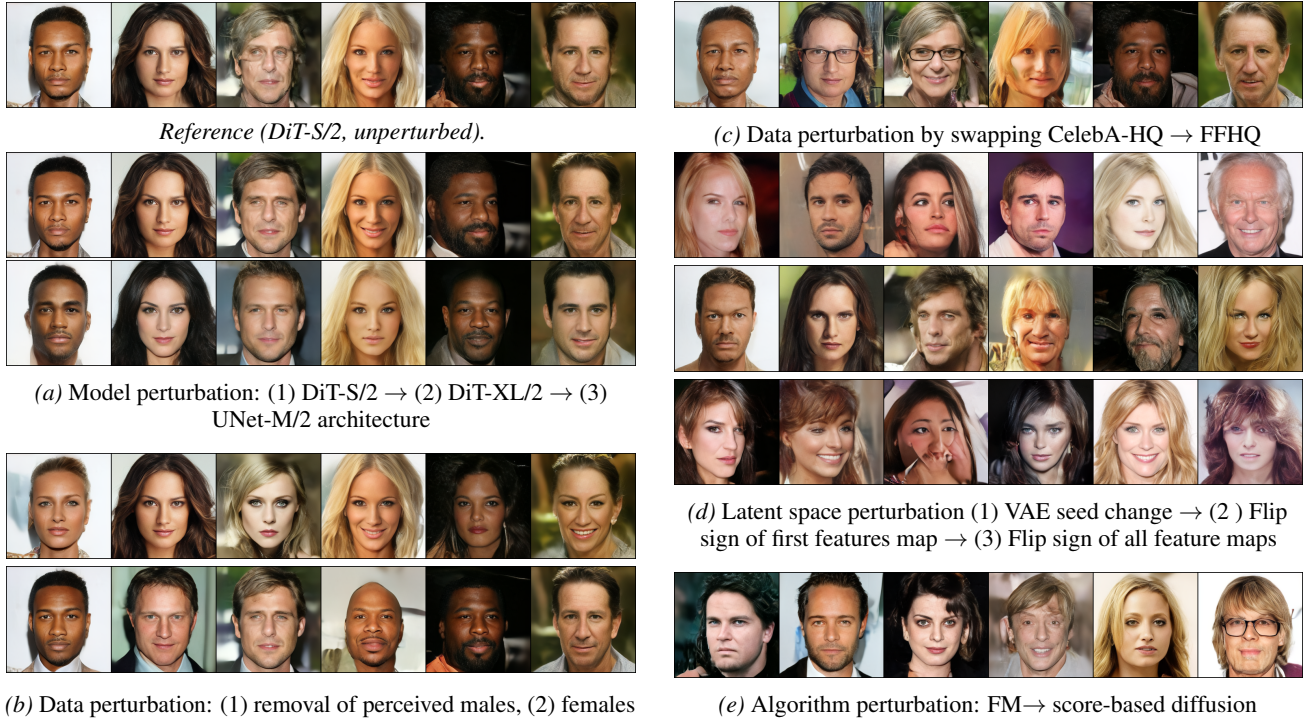 Reference (DiT-S/2, unperturbed).
(a) Model perturbation: (1) DiT-S/2 → (2) DiT-XL/2 → (3)
UNet-M/2 architecture
(b) Data perturbation: (1) removal of perceived males, (2) females
(c) Data perturbation by swapping CelebA-HQ → FFHQ
(d) Latent space perturbation (1) VAE seed change → (2 ) Flip
sign of first features map → (3) Flip sign of all feature maps
(e) Algorithm perturbation: FM→ score-based diffusion